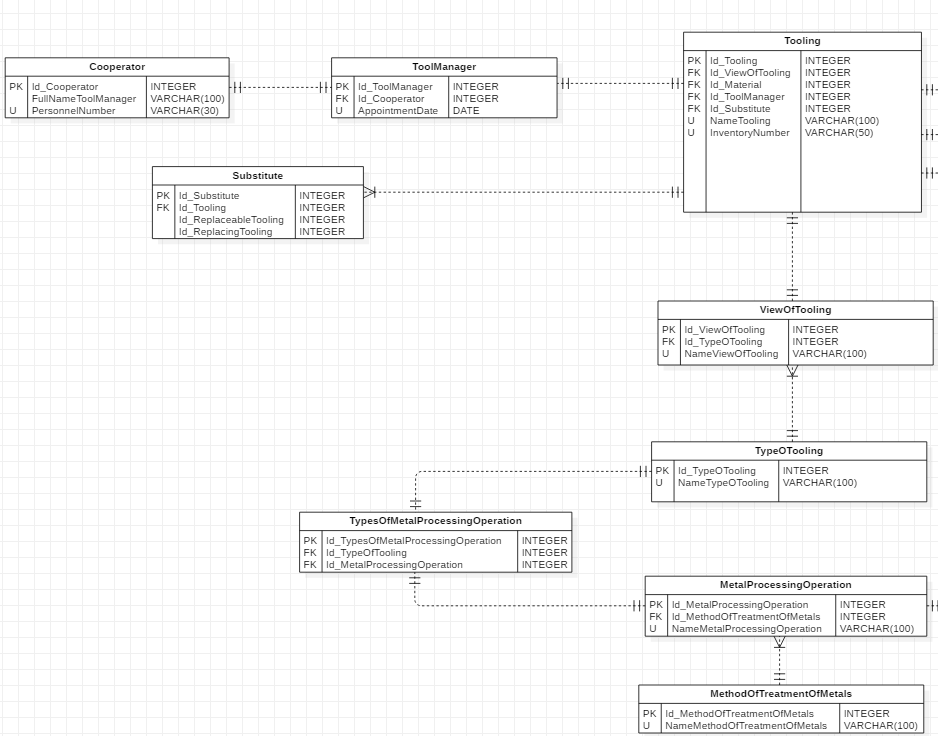 Cooperator
PK Id_Cooperator INTEGER
FullNameToolManager VARCHAR(100)
U PersonnelNumber VARCHAR(30)
ToolManager
PK Id_ToolManager INTEGER
FK Id_Cooperator INTEGER
U AppointmentDate DATE
Tooling
PK Id_Tooling INTEGER
FK Id_ViewOfTooling INTEGER
FK Id_Material INTEGER
FK Id_ToolManager INTEGER
FK Id_Substitute INTEGER
U NameTooling VARCHAR(100)
U InventoryNumber VARCHAR(50)
Substitute
PK Id_Substitute INTEGER
FK Id_Tooling INTEGER
Id_ReplaceableTooling INTEGER
Id_ReplacingTooling INTEGER
ViewOfTooling
PK Id_ViewOfTooling INTEGER
FK Id_TypeOTooling INTEGER
U NameViewOfTooling VARCHAR(100)
TypeOTooling
PK Id_TypeOTooling INTEGER
U NameTypeOTooling VARCHAR(100)
TypesOfMetalProcessingOperation
PK Id_TypesOfMetalProcessingOperation INTEGER
FK Id_TypeOfTooling INTEGER
FK Id_MetalProcessingOperation INTEGER
MetalProcessingOperation
PK Id_MetalProcessingOperation INTEGER
FK Id_MethodOfTreatmentOfMetals INTEGER
U NameMetalProcessingOperation VARCHAR(100)
MethodOfTreatmentOfMetals
PK Id_MethodOfTreatmentOfMetals INTEGER
U NameMethodOfTreatmentOfMetals VARCHAR(100)